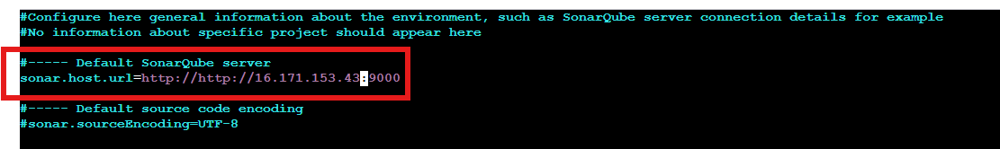 #Configure here general information about the environment, such as SonarQube server connection details for example
#No information about specific project should appear here
#----- Default SonarQube server
sonar.host.url=http://http://16.171.153.43:9000
#----- Default source code encoding
#sonar.sourceEncoding=UTF-8